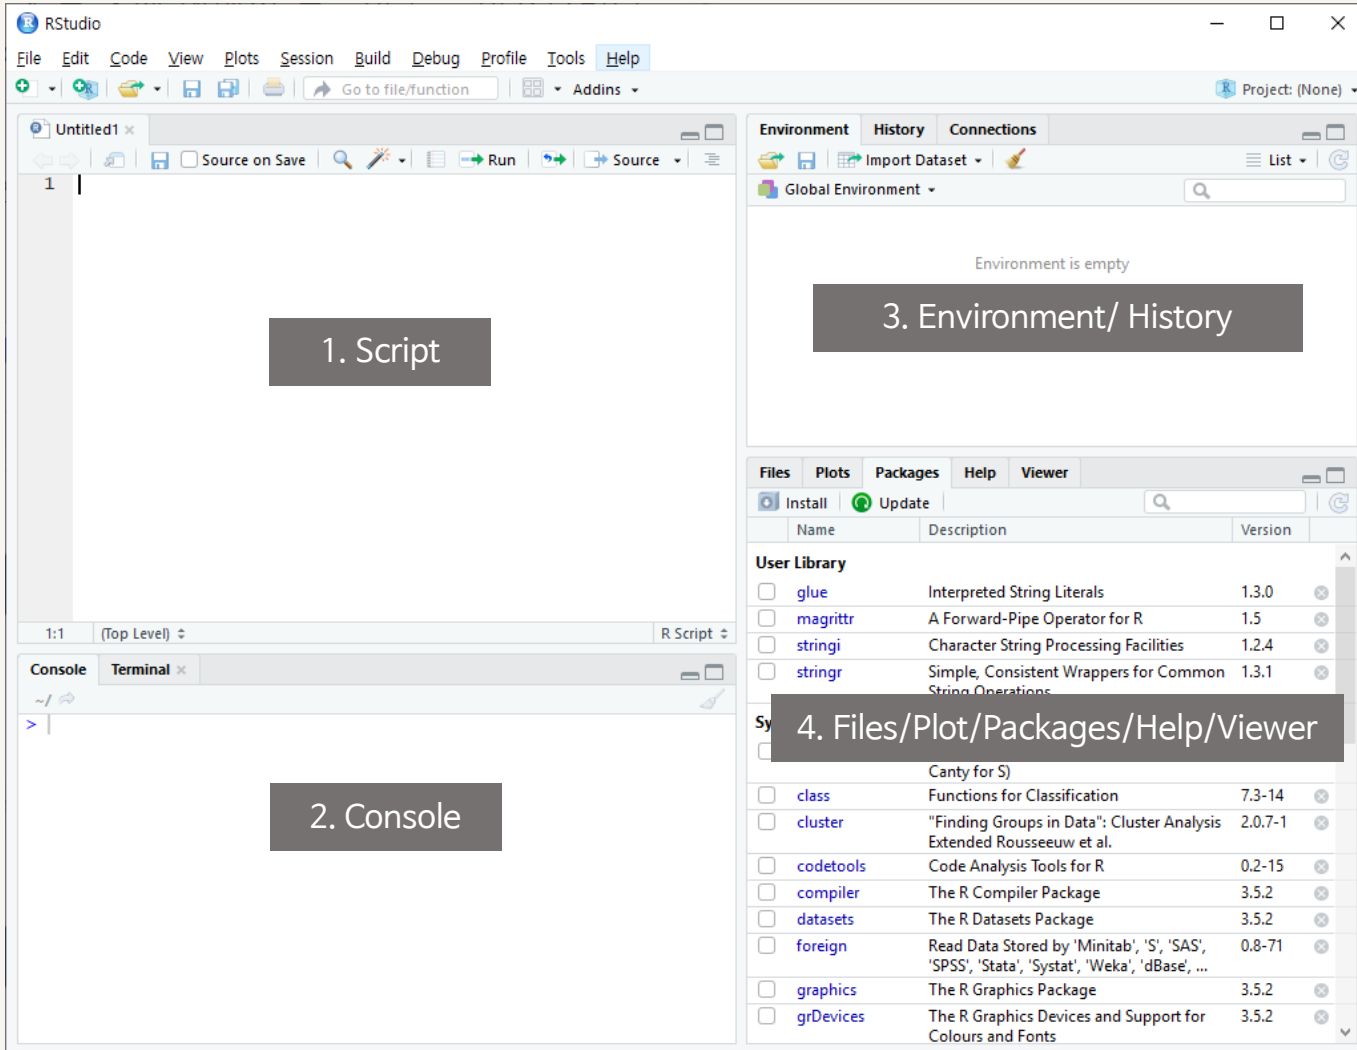 RStudio
File Edit Code View Plots Session Build Debug Profile Tools Help
Go to file/function Addins Project: (None)
Untitled1
Source on Save Run Source
1
1. Script
1:1 (Top Level) R Script
Console Terminal
~/
>
2. Console
Environment History Connections
Import Dataset List
Global Environment
Environment is empty
3. Environment/ History
Files Plots Packages Help Viewer
Install Update
Name Description Version
User Library
glue Interpreted String Literals 1.3.0
magrittr A Forward-Pipe Operator for R 1.5
stringi Character String Processing Facilities 1.2.4
stringr Simple, Consistent Wrappers for Common 1.3.1
String Operations
Sy
4. Files/Plot/Packages/Help/Viewer
Canty for S)
class Functions for Classification 7.3-14
cluster "Finding Groups in Data": Cluster Analysis 2.0.7-1
Extended Rousseeuw et al.
codetools Code Analysis Tools for R 0.2-15
compiler The R Compiler Package 3.5.2
datasets The R Datasets Package 3.5.2
foreign Read Data Stored by 'Minitab', 'S', 'SAS', 0.8-71
'SPSS', 'Stata', 'Systat', 'Weka', 'dBase', ...
graphics The R Graphics Package 3.5.2
grDevices The R Graphics Devices and Support for 3.5.2
Colours and Fonts